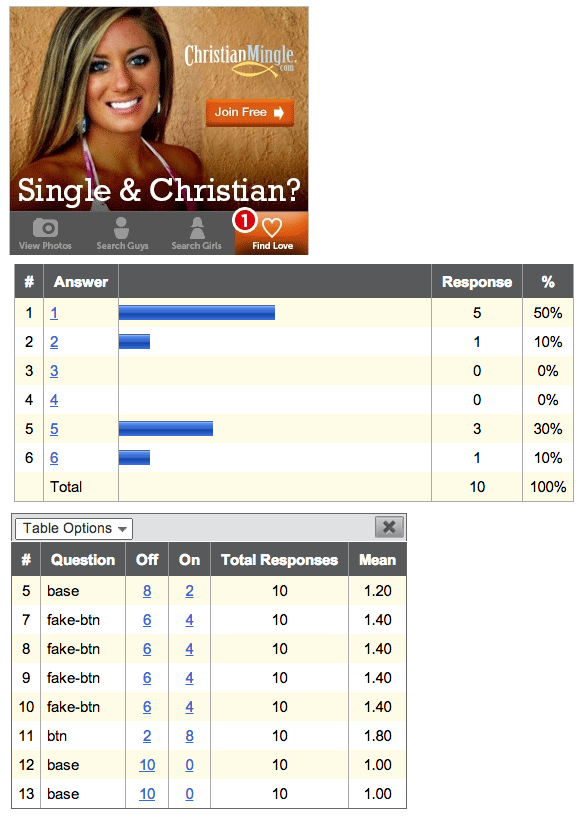 ChristianMingle.
.com
Join Free
Single & Christian?
1
View Photos Search Guys Search Girls Find Love
# Answer Response %
1 1 5 50%
2 2 1 10%
3 3 0 0%
4 4 0 0%
5 5 3 30%
6 6 1 10%
Total 10 100%
Table Options
# Question Off On Total Responses Mean
5 base 8 2 10 1.20
7 fake-btn 6 4 10 1.40
8 fake-btn 6 4 10 1.40
9 fake-btn 6 4 10 1.40
10 fake-btn 6 4 10 1.40
11 btn 2 8 10 1.80
12 base 10 0 10 1.00
13 base 10 0 10 1.00